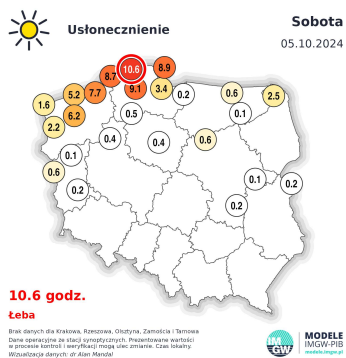 Usłonecznienie
Sobota
05.10.2024
8.7
10.6
8.9
5.2
7.7
9.1
3.4
0.2
0.6
2.5
1.6
6.2
0.5
0.1
2.2
0.4
0.4
0.6
0.1
0.6
0.2
0.1
0.2
0.2
10.6 godz.
Łeba
Brak danych dla Krakowa, Rzeszowa, Olsztyna, Zamościa i Tarnowa
Dane operacyjne ze stacji synoptycznych. Prezentowane wartości
w procesie kontroli i weryfikacji mogą ulec zmianie. Czas lokalny.
Wizualizacja danych: dr Alan Mandal
IM
GW
MODELE
IMGW-PIB
modele.imgw.pl